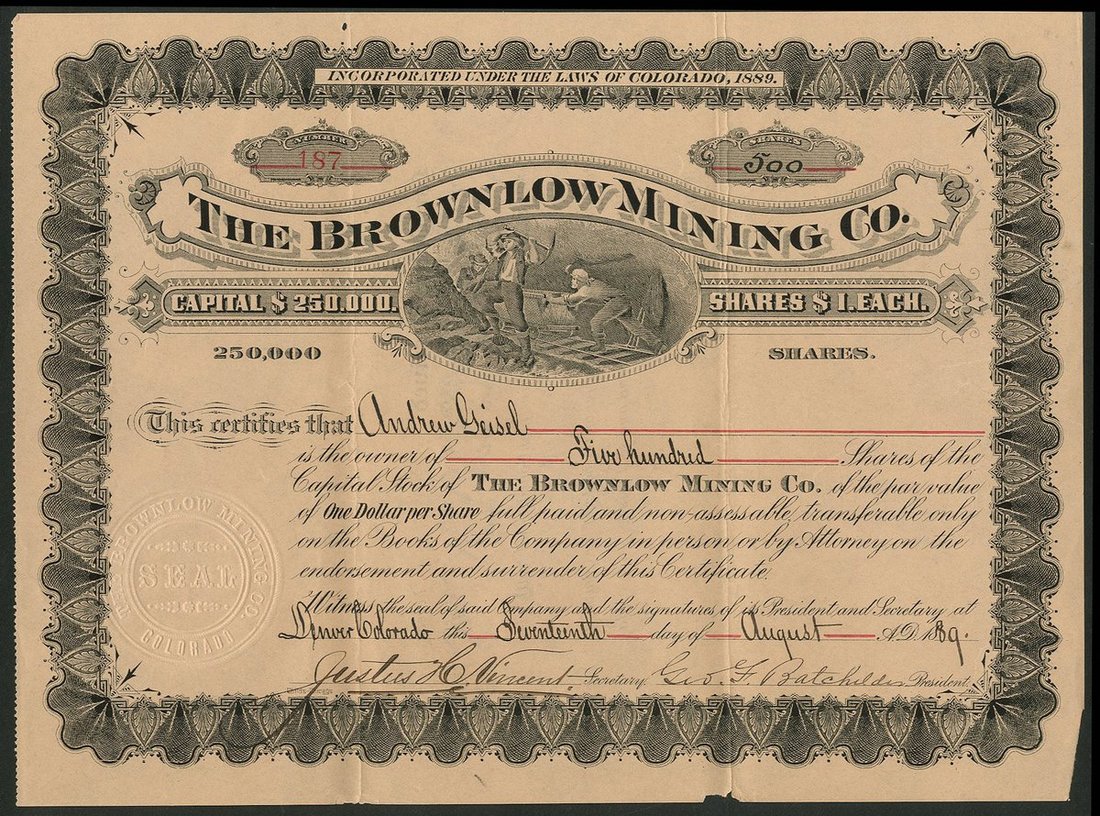 INCORPORATED UNDER THE LAWS OF COLORADO, 1889.
NUMBER
187
SHARES
500
THE BROWNLOW MINING CO.
CAPITAL $250.000.
SHARES $1. EACH.
250,000
SHARES.
This certifies that Andrew Geisel
is the owner of Five hundred Shares of the
Capital Stock of THE BROWNLOW MINING CO. of the par value
of One Dollar per Share full paid and non-assessable, transferable only
on the Books of the Company in person or by Attorney on the
endorsement and surrender of this Certificate.
Witness the seal of said Company and the signatures of its President and Secretary at
Denver Colorado this Seventeenth day of August A.D. 1889.
Justus H. Vincent Secretary. Geo. F. Batchelder President
THE BROWNLOW MINING CO
SEAL
COLORADO